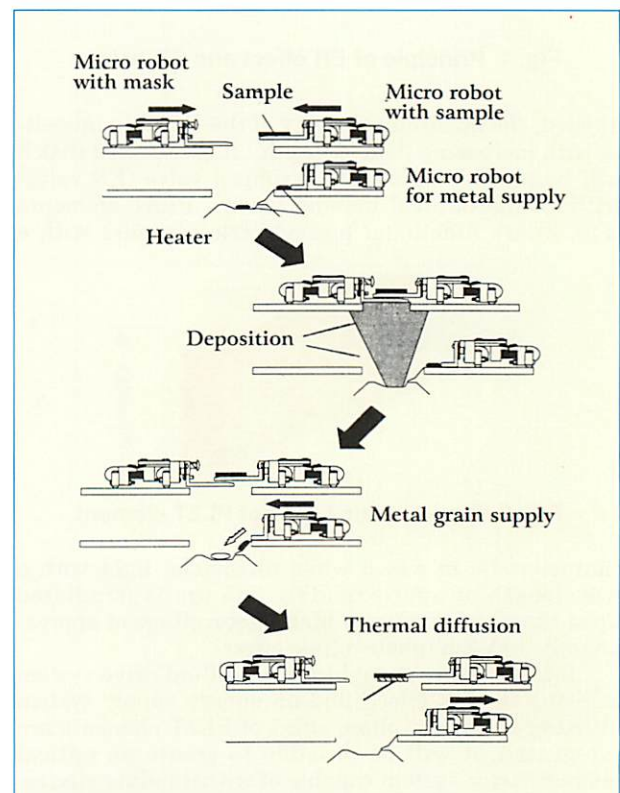 Micro robot
with mask
Sample
Micro robot
with sample
Micro robot
for metal supply
Heater
Deposition
Metal grain supply
Thermal diffusion